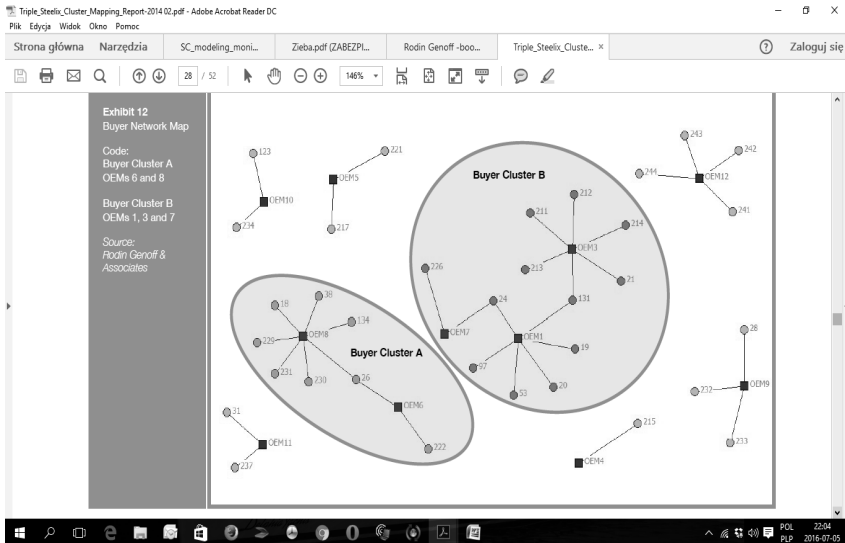 Triple_Steelix_Cluster_Mapping_Report-2014 02.pdf - Adobe Acrobat Reader DC
Plik Edycja Widok Okno Pomoc
Strona główna Narzędzia SC_modeling_moni... Zieba.pdf (ZABEZPI... Rodin Genoff -boo... Triple_Steelix_Cluste... × Zaloguj się
28 / 52 146%
Exhibit 12
Buyer Network Map
Code:
Buyer Cluster A
OEMs 6 and 8
Buyer Cluster B
OEMs 1, 3 and 7
Source:
Rodin Genoff &
Associates
123
OEM10
234
221
OEM5
217
Buyer Cluster B
212
211
214
OEM3
213
21
226
24
131
OEM7
OEM1
19
97
53
20
243
242
244
OEM12
241
18
38
134
OEM8
229
Buyer Cluster A
231
230
26
OEM6
222
31
OEM11
237
215
OEM4
28
OEM9
232
233
POL 22:04
PLP 2016-07-05